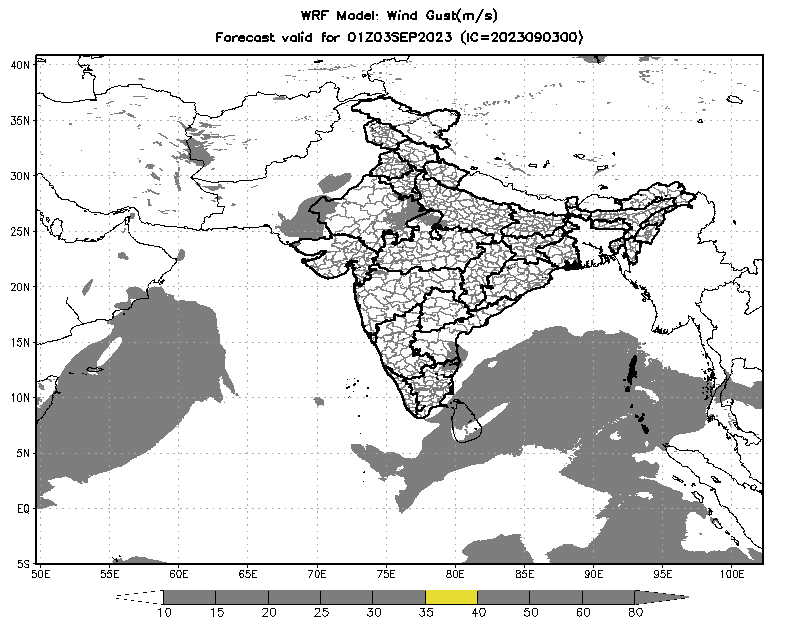 WRF Model: Wind Gust(m/s)
Forecast valid for 01Z03SEP2023 (IC=2023090300)
40N
35N
30N
25N
20N
15N
10N
5N
EQ
5S
50E 55E 60E 65E 70E 75E 80E 85E 90E 95E 100E
10 15 20 25 30 35 40 50 60 80